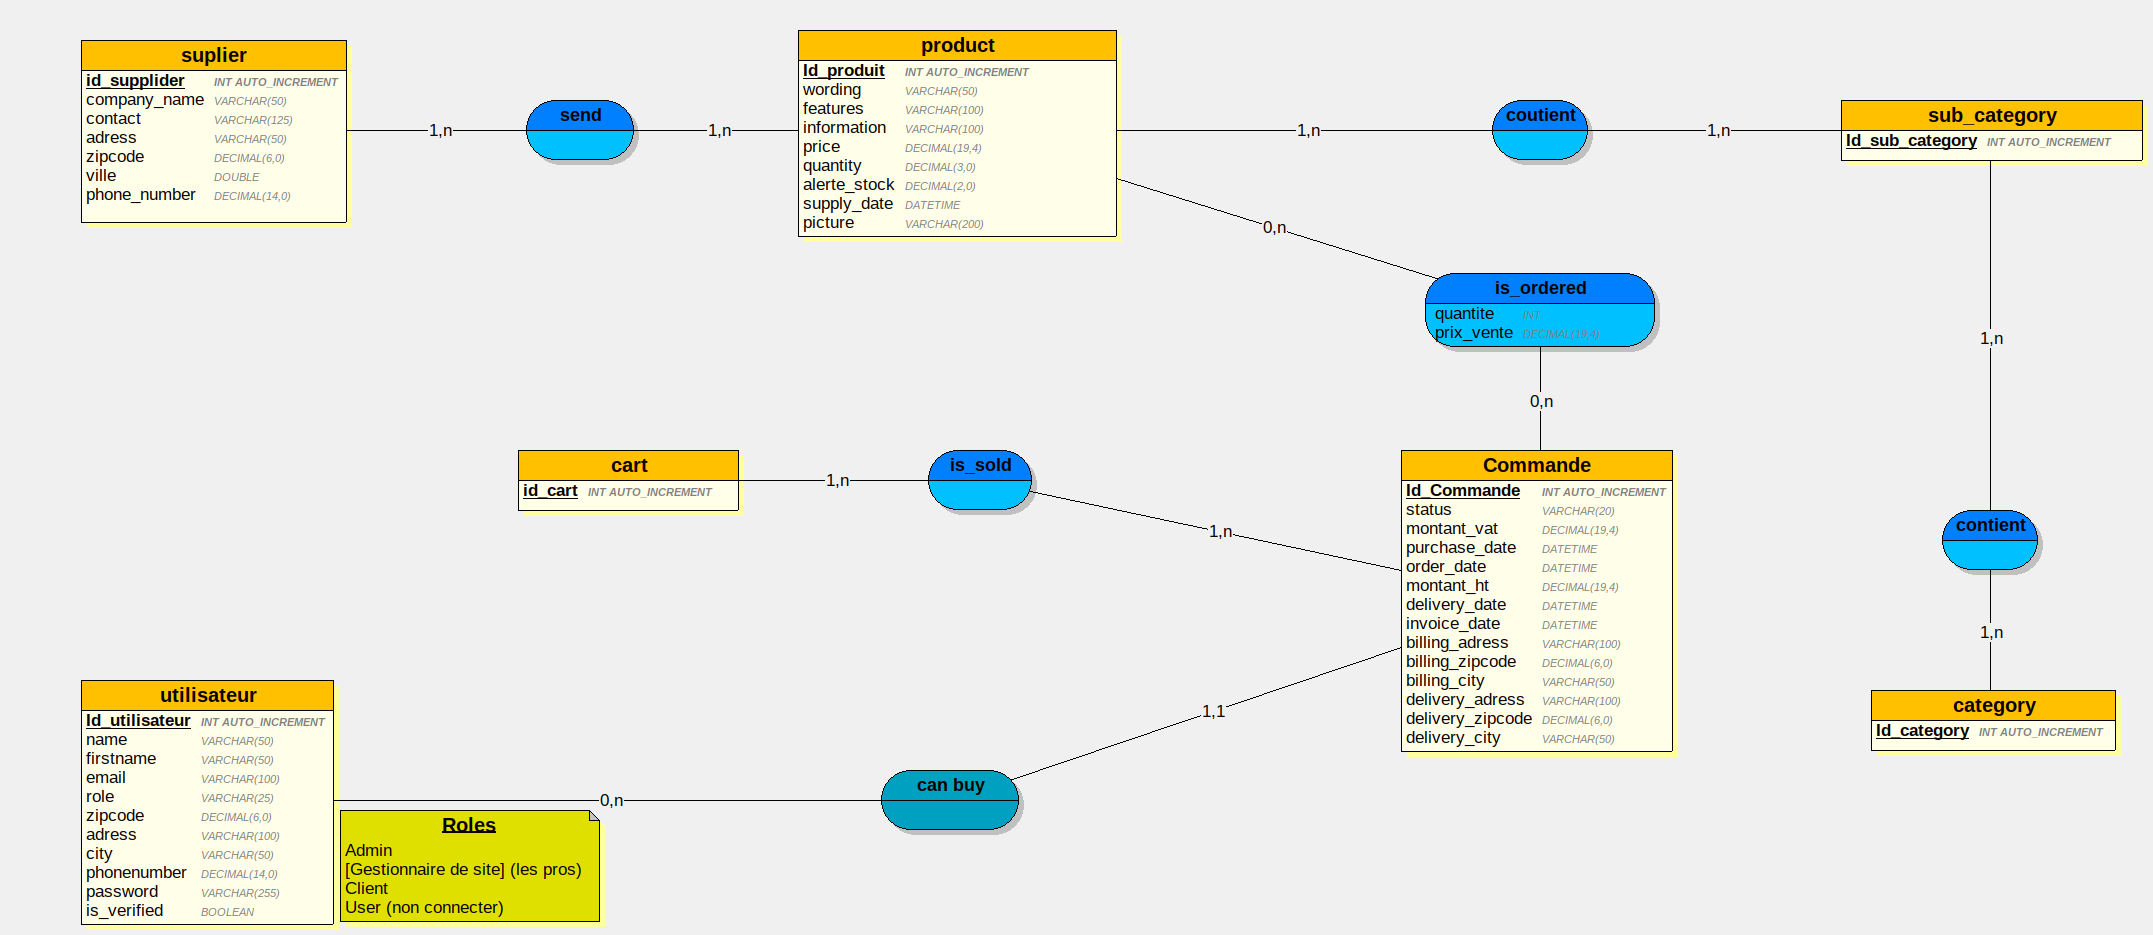 suplier
id_supplider INT AUTO_INCREMENT
company_name VARCHAR(50)
contact VARCHAR(125)
adress VARCHAR(50)
zipcode DECIMAL(6,0)
ville DOUBLE
phone_number DECIMAL(14,0)
1,n
send
1,n
product
Id_produit INT AUTO_INCREMENT
wording VARCHAR(50)
features VARCHAR(100)
information VARCHAR(100)
price DECIMAL(19,4)
quantity DECIMAL(3,0)
alerte_stock DECIMAL(2,0)
supply_date DATETIME
picture VARCHAR(200)
1,n
coutient
1,n
sub_category
Id_sub_category INT AUTO_INCREMENT
0,n
is_ordered
quantite INT
prix_vente DECIMAL(19,4)
0,n
1,n
cart
id_cart INT AUTO_INCREMENT
1,n
is_sold
1,n
Commande
Id_Commande INT AUTO_INCREMENT
status VARCHAR(20)
montant_vat DECIMAL(19,4)
purchase_date DATETIME
order_date DATETIME
montant_ht DECIMAL(19,4)
delivery_date DATETIME
invoice_date DATETIME
billing_adress VARCHAR(100)
billing_zipcode DECIMAL(6,0)
billing_city VARCHAR(50)
delivery_adress VARCHAR(100)
delivery_zipcode DECIMAL(6,0)
delivery_city VARCHAR(50)
contient
1,n
category
Id_category INT AUTO_INCREMENT
utilisateur
Id_utilisateur INT AUTO_INCREMENT
name VARCHAR(50)
firstname VARCHAR(50)
email VARCHAR(100)
role VARCHAR(25)
zipcode DECIMAL(6,0)
adress VARCHAR(100)
city VARCHAR(50)
phonenumber DECIMAL(14,0)
password VARCHAR(255)
is_verified BOOLEAN
0,n
can buy
1,1
Roles
Admin
[Gestionnaire de site] (les pros)
Client
User (non connecter)